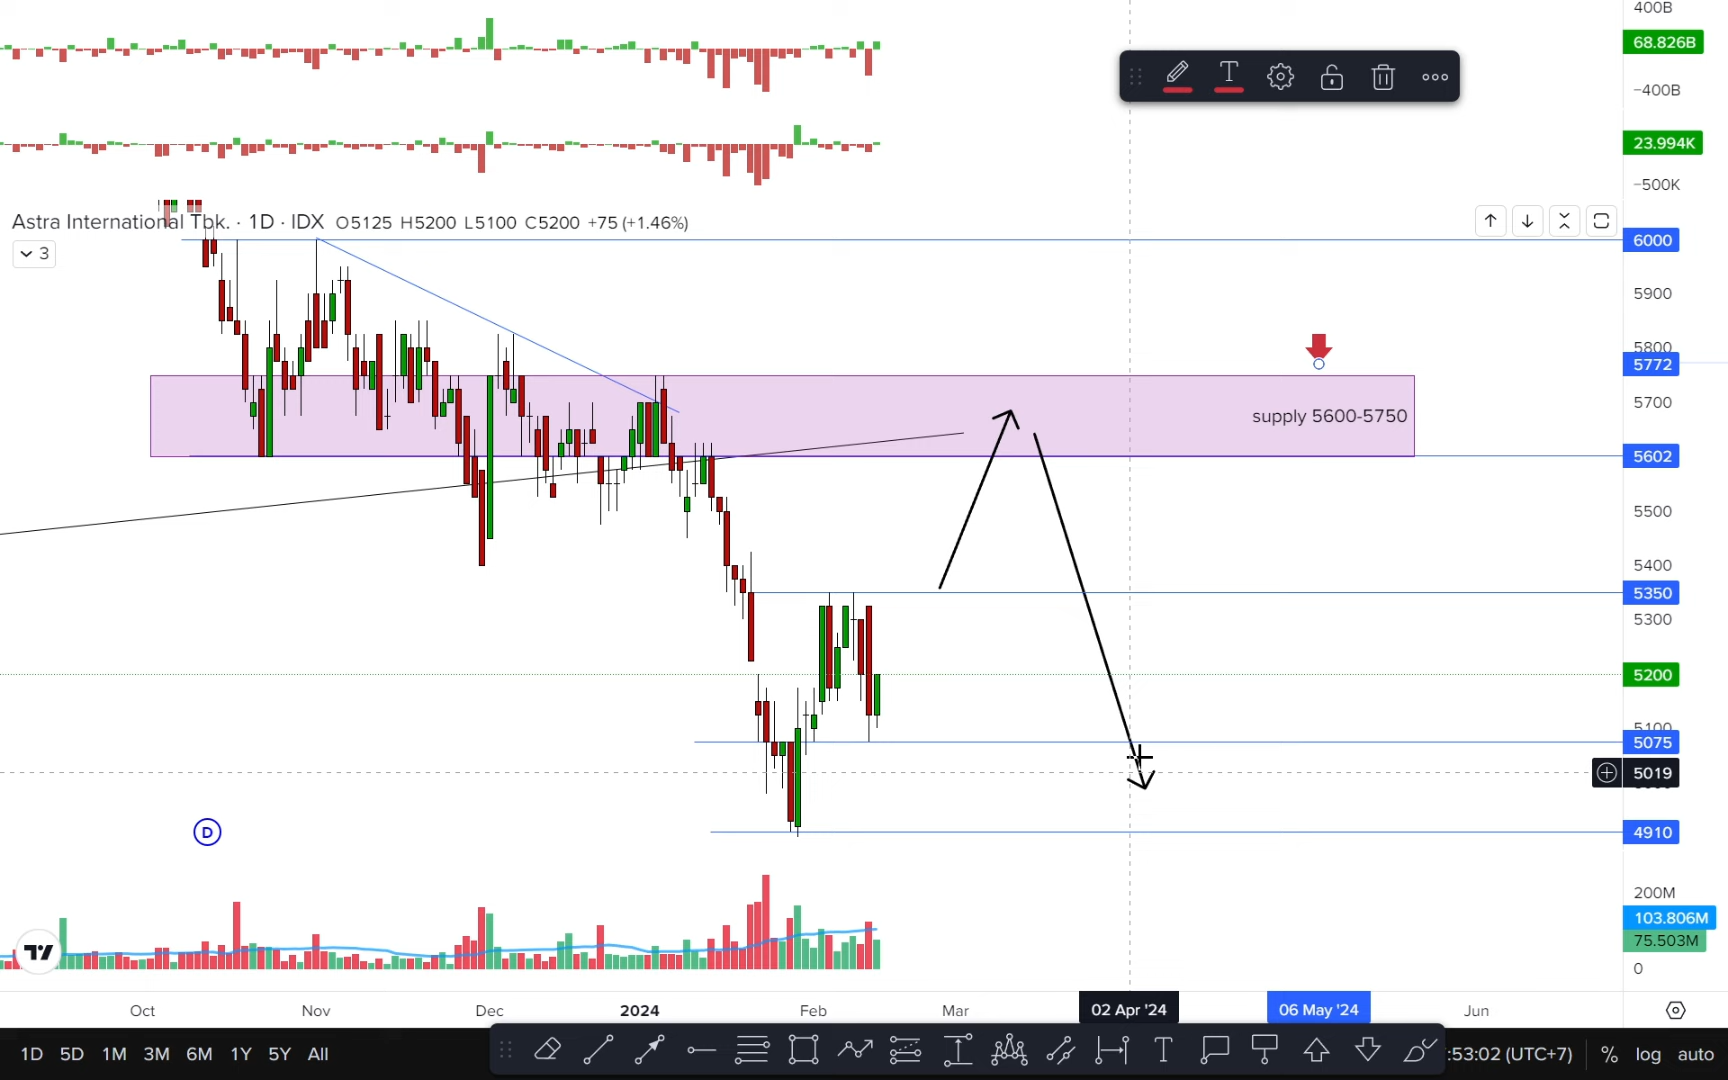 400B
68.826B
−400B
23.994K
−500K
Astra International Tbk. · 1D · IDX O5125 H5200 L5100 C5200 +75 (+1.46%)
3
6000
5900
5800
5772
5700
supply 5600-5750
5602
5500
5400
5350
5300
5200
5100
5075
5019
4910
D
200M
103.806M
75.503M
0
Oct Nov Dec 2024 Feb Mar 02 Apr '24 06 May '24 Jun
1D 5D 1M 3M 6M 1Y 5Y All :53:02 (UTC+7) % log auto